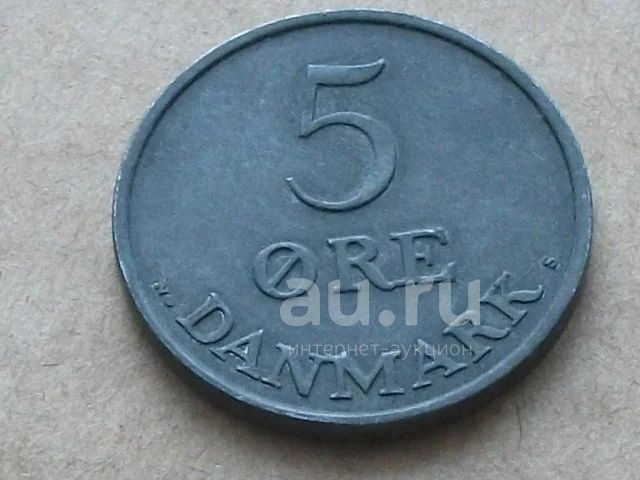 5
ØRE
DANMARK
S
au.ru
интернет-аукцион